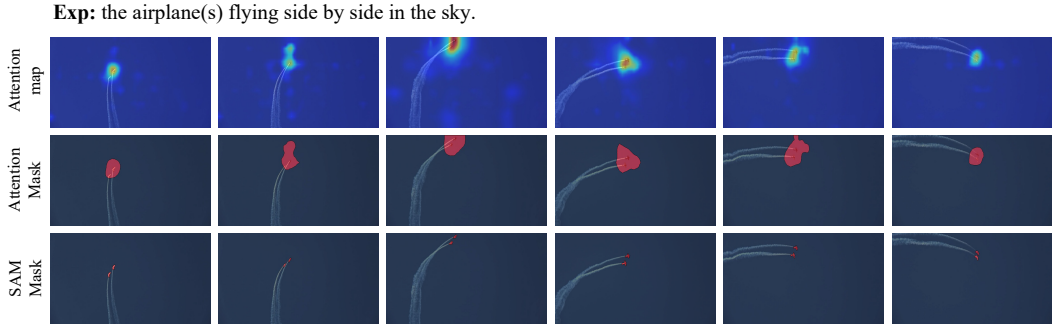 Exp: the airplane(s) flying side by side in the sky.
Attention
map
Attention
Mask
SAM
Mask